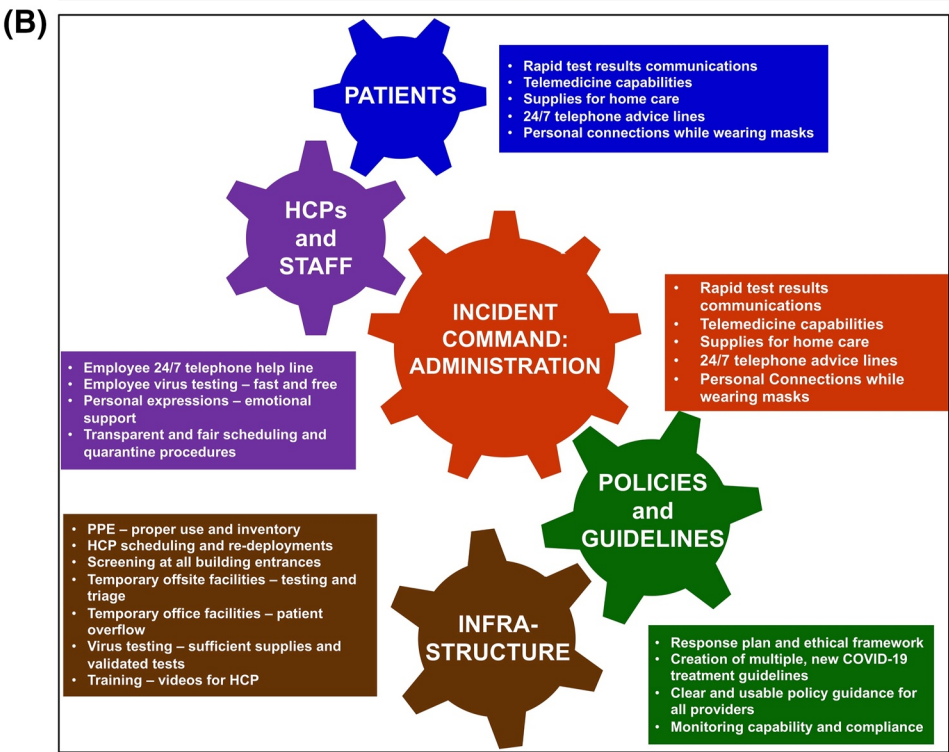 (B)
PATIENTS
• Rapid test results communications
• Telemedicine capabilities
• Supplies for home care
• 24/7 telephone advice lines
• Personal connections while wearing masks
HCPs
and
STAFF
INCIDENT
COMMAND:
ADMINISTRATION
• Rapid test results
communications
• Telemedicine capabilities
• Supplies for home care
• 24/7 telephone advice lines
• Personal Connections while
wearing masks
• Employee 24/7 telephone help line
• Employee virus testing – fast and free
• Personal expressions – emotional
support
• Transparent and fair scheduling and
quarantine procedures
POLICIES
and
GUIDELINES
• PPE – proper use and inventory
• HCP scheduling and re-deployments
• Screening at all building entrances
• Temporary offsite facilities – testing and
triage
• Temporary office facilities – patient
overflow
• Virus testing – sufficient supplies and
validated tests
• Training – videos for HCP
INFRA-
STRUCTURE
• Response plan and ethical framework
• Creation of multiple, new COVID-19
treatment guidelines
• Clear and usable policy guidance for
all providers
• Monitoring capability and compliance